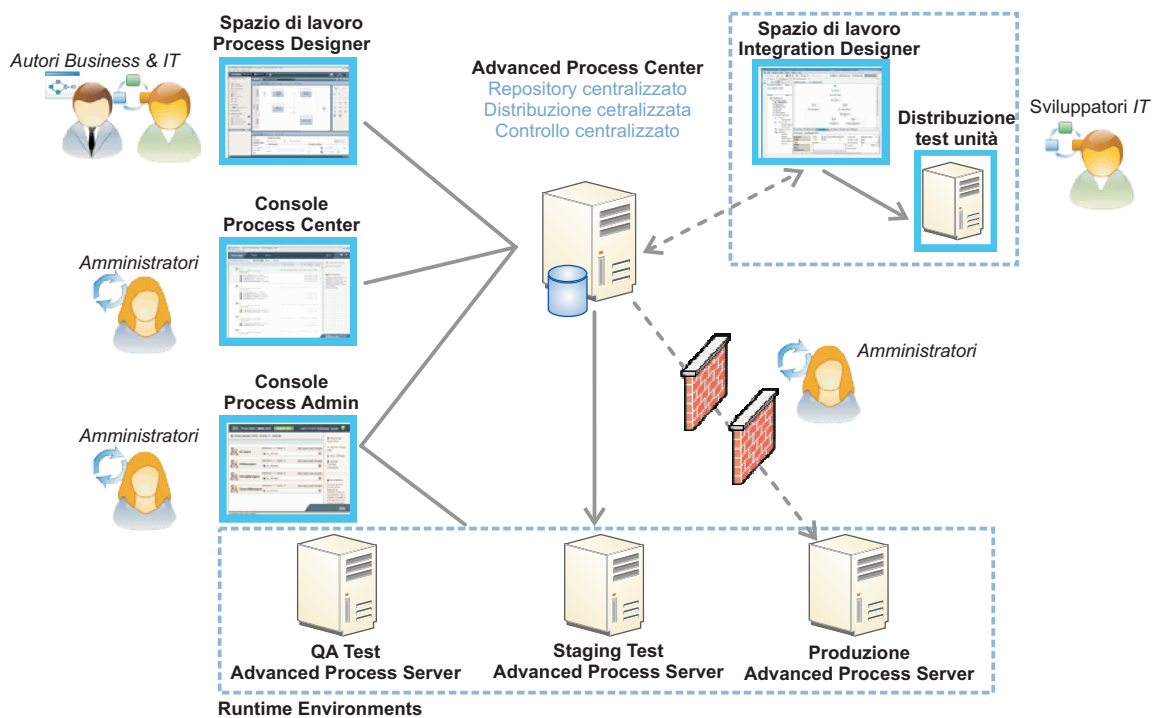 Spazio di lavoro
Process Designer
Autori Business & IT
Advanced Process Center
Repository centralizzato
Distribuzione cetralizzata
Controllo centralizzato
Spazio di lavoro
Integration Designer
Distribuzione
test unità
Sviluppatori IT
Console
Process Center
Amministratori
Amministratori
Console
Process Admin
Amministratori
QA Test
Advanced Process Server
Staging Test
Advanced Process Server
Produzione
Advanced Process Server
Runtime Environments